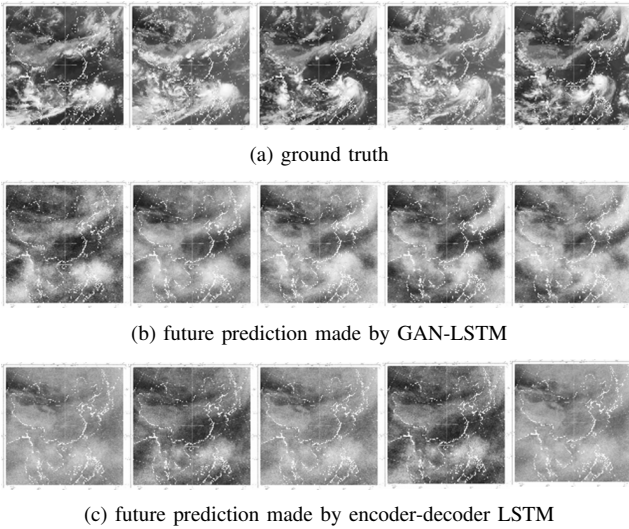 (a) ground truth
(b) future prediction made by GAN-LSTM
(c) future prediction made by encoder-decoder LSTM